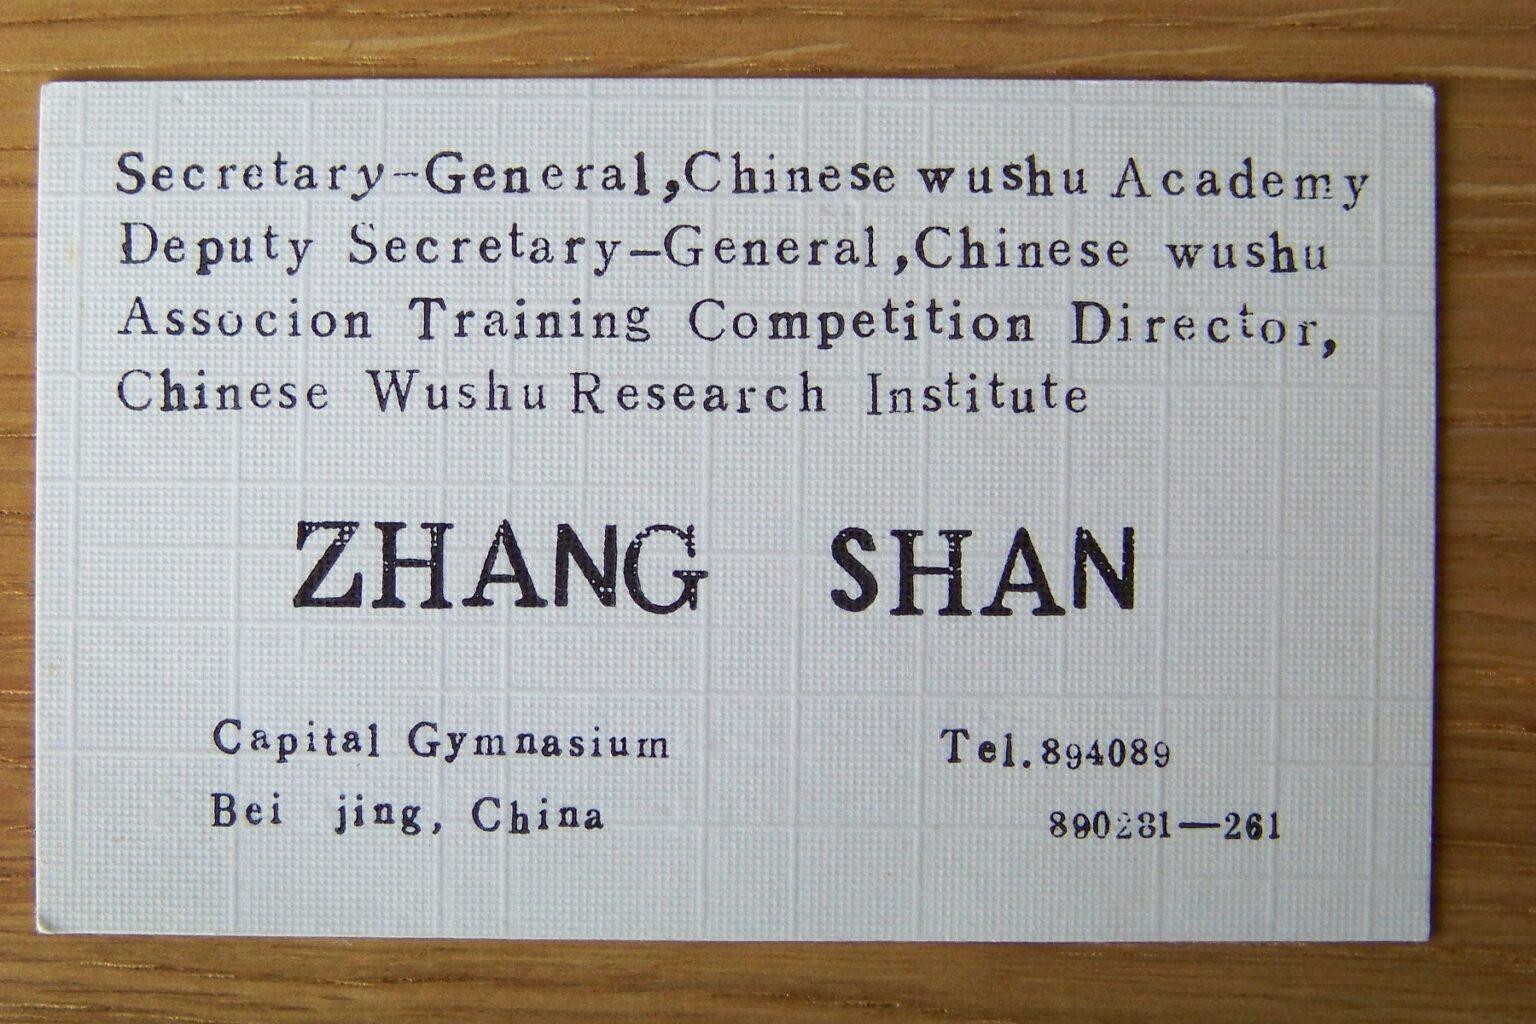 Secretary-General,Chinese wushu Academy
Deputy Secretary-General,Chinese wushu
Associon Training Competition Director,
Chinese Wushu Research Institute
ZHANG SHAN
Capital Gymnasium
Tel.894089
Bei jing, China
890281—261